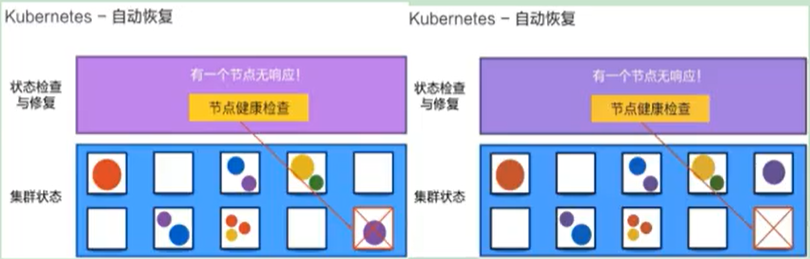 Kubernetes – 自动恢复
状态检查
与修复
有一个节点无响应!
节点健康检查
集群状态
Kubernetes – 自动恢复
状态检查
与修复
有一个节点无响应!
节点健康检查
集群状态